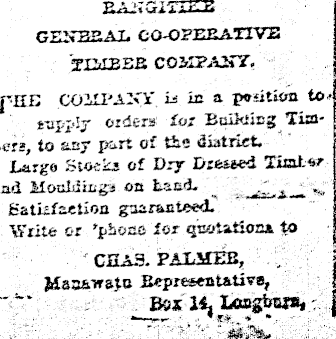 RANGITIKEI
GENERAL CO-OPERATIVE
TIMBER COMPANY.
THE COMPANY is in a position to
supply orders for Building Tim-
bers, to any part of the district.
Large Stocks of Dry Dressed Timber
and Mouldings on hand.
Satisfaction guaranteed.
Write or 'phone for quotations to
CHAS. PALMER,
Manawatu Representative,
Box 14, Longburn,